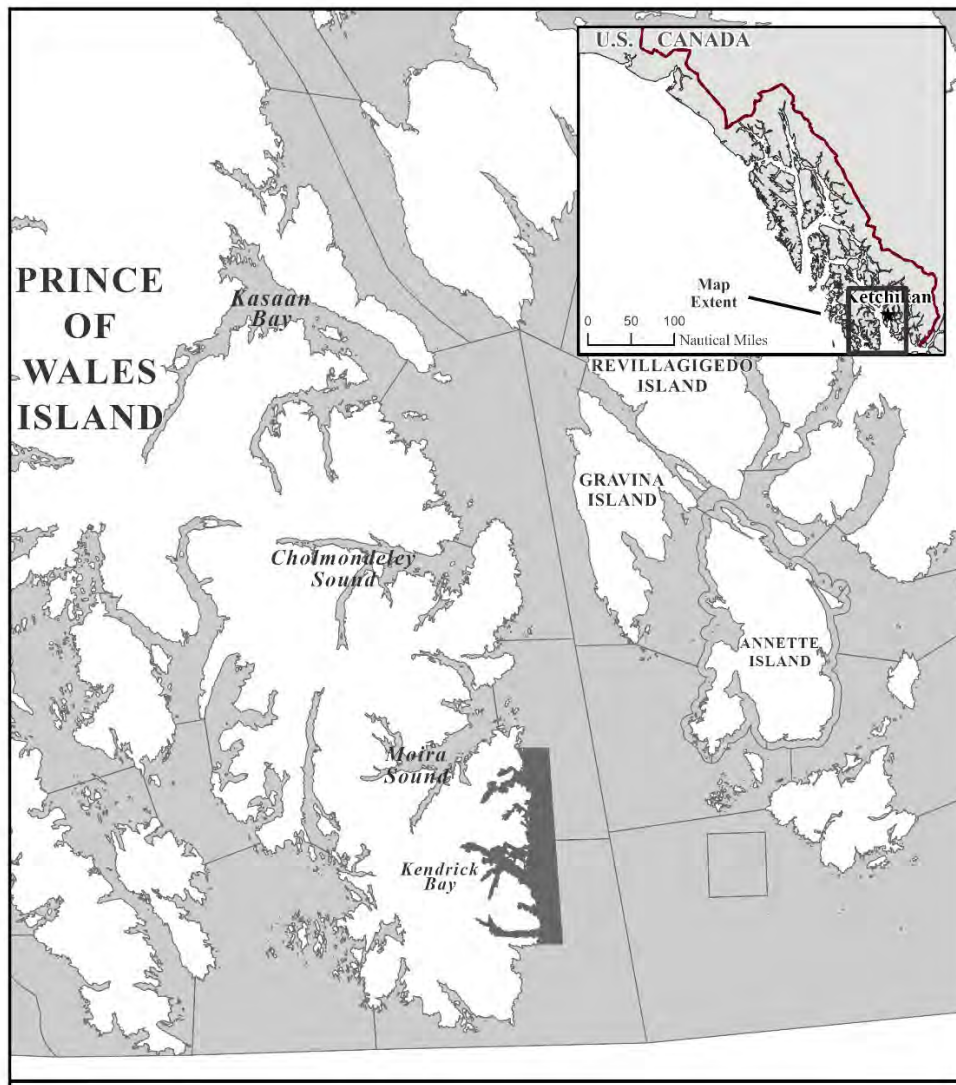 U.S. CANADA
Map
Extent
Ketchikan
0 50 100
Nautical Miles
PRINCE
OF
WALES
ISLAND
Kasaan
Bay
REVILLAGIGEDO
ISLAND
GRAVINA
ISLAND
Cholmondeley
Sound
ANNETTE
ISLAND
Moira
Sound
Kendrick
Bay